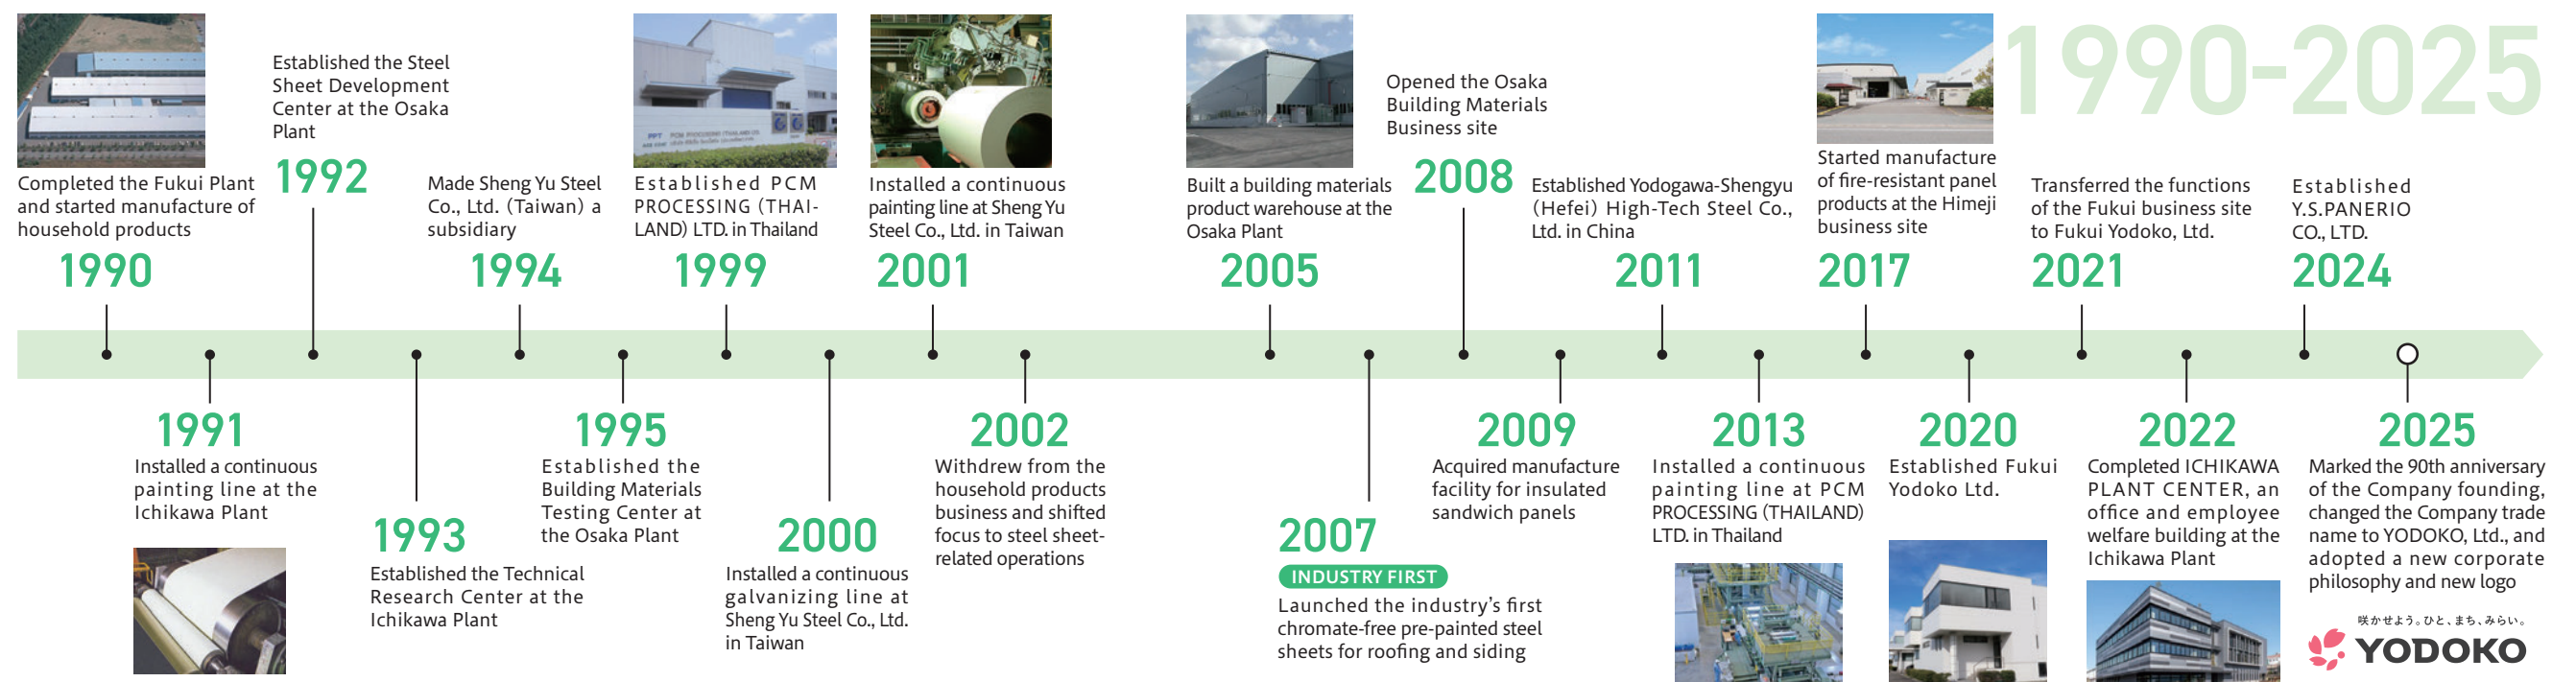 1990-2025
Completed the Fukui Plant
and started manufacture of
household products
1990
Established the Steel
Sheet Development
Center at the Osaka
Plant
1992
Made Sheng Yu Steel
Co., Ltd. (Taiwan) a
subsidiary
1994
Established PCM
PROCESSING (THAI-
LAND) LTD. in Thailand
1999
Installed a continuous
painting line at Sheng Yu
Steel Co., Ltd. in Taiwan
2001
Built a building materials
product warehouse at the
Osaka Plant
2005
Opened the Osaka
Building Materials
Business site
2008
Established Yodogawa-Shengyu
(Hefei) High-Tech Steel Co.,
Ltd. in China
2011
Started manufacture
of fire-resistant panel
products at the Himeji
business site
2017
Transferred the functions
of the Fukui business site
to Fukui Yodoko, Ltd.
2021
Established
Y.S.PANERIO
CO., LTD.
2024
1991
Installed a continuous
painting line at the
Ichikawa Plant
1993
Established the Technical
Research Center at the
Ichikawa Plant
1995
Established the
Building Materials
Testing Center at
the Osaka Plant
2000
Installed a continuous
galvanizing line at
Sheng Yu Steel Co., Ltd.
in Taiwan
2002
Withdrew from the
household products
business and shifted
focus to steel sheet-
related operations
2007
INDUSTRY FIRST
Launched the industry's first
chromate-free pre-painted steel
sheets for roofing and siding
2009
Acquired manufacture
facility for insulated
sandwich panels
2013
Installed a continuous
painting line at PCM
PROCESSING (THAILAND)
LTD. in Thailand
2020
Established Fukui
Yodoko Ltd.
2022
Completed ICHIKAWA
PLANT CENTER, an
office and employee
welfare building at the
Ichikawa Plant
2025
Marked the 90th anniversary
of the Company founding,
changed the Company trade
name to YODOKO, Ltd., and
adopted a new corporate
philosophy and new logo
咲かせよう。ひと、まち、みらい。
YODOKO